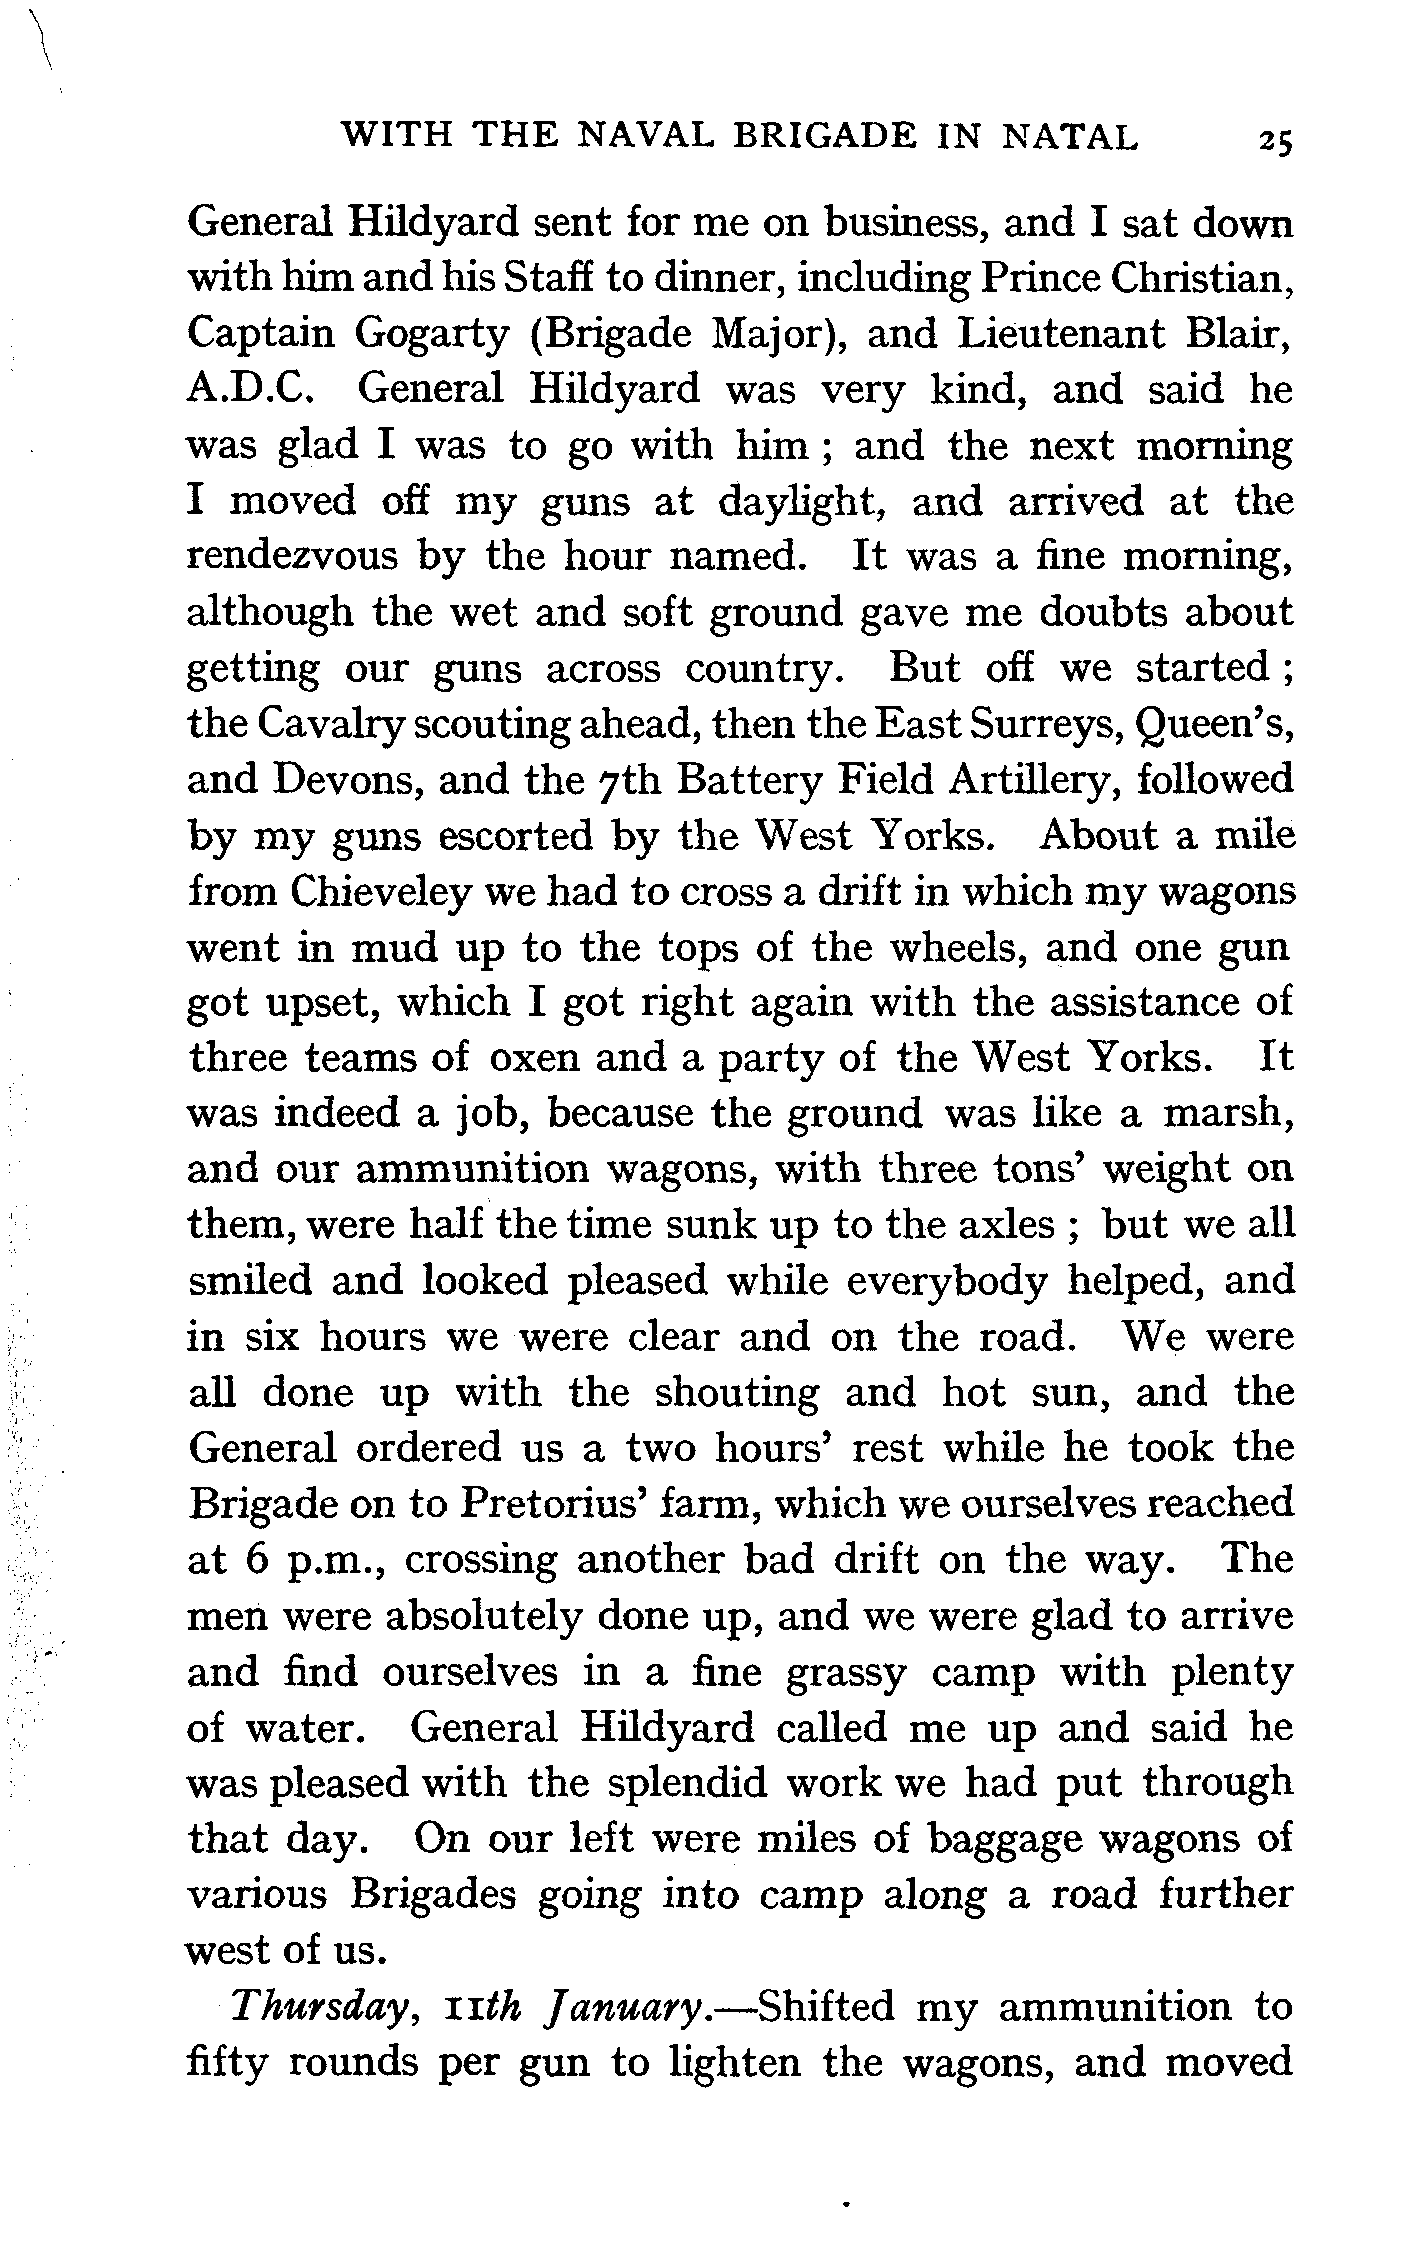 WITH THE NAVAL BRIGADE IN NATAL 25
General Hildyard sent for me on business, and I sat down
with him and his Staff to dinner, including Prince Christian,
Captain Gogarty (Brigade Major), and Lieutenant Blair,
A.D.C. General Hildyard was very kind, and said he
was glad I was to go with him ; and the next morning
I moved off my guns at daylight, and arrived at the
rendezvous by the hour named. It was a fine morning,
although the wet and soft ground gave me doubts about
getting our guns across country. But off we started ;
the Cavalry scouting ahead, then the East Surreys, Queen's,
and Devons, and the 7th Battery Field Artillery, followed
by my guns escorted by the West Yorks. About a mile
from Chieveley we had to cross a drift in which my wagons
went in mud up to the tops of the wheels, and one gun
got upset, which I got right again with the assistance of
three teams of oxen and a party of the West Yorks. It
was indeed a job, because the ground was like a marsh,
and our ammunition wagons, with three tons' weight on
them, were half the time sunk up to the axles ; but we all
smiled and looked pleased while everybody helped, and
in six hours we were clear and on the road. We were
all done up with the shouting and hot sun, and the
General ordered us a two hours' rest while he took the
Brigade on to Pretorius' farm, which we ourselves reached
at 6 p.m., crossing another bad drift on the way. The
men were absolutely done up, and we were glad to arrive
and find ourselves in a fine grassy camp with plenty
of water. General Hildyard called me up and said he
was pleased with the splendid work we had put through
that day. On our left were miles of baggage wagons of
various Brigades going into camp along a road further
west of us.
Thursday, 11th January.—Shifted my ammunition to
fifty rounds per gun to lighten the wagons, and moved